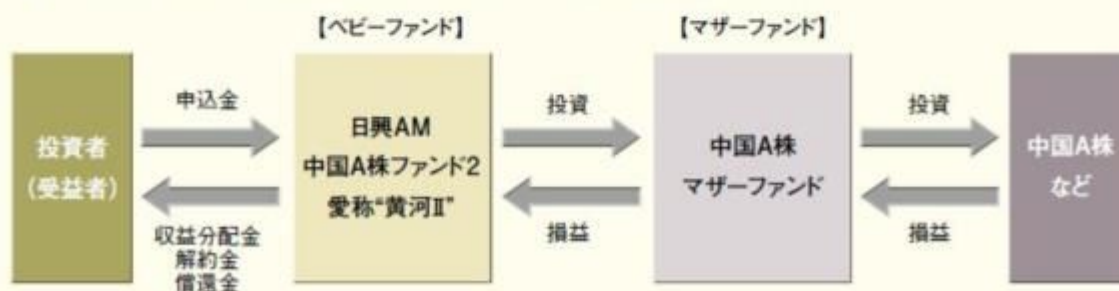 【ベビーファンド】
【マザーファンド】
投資者
(受益者)
申込金
収益分配金
解約金
償還金
日興AM
中国A株ファンド2
愛称“黄河Ⅱ”
投資
損益
中国A株
マザーファンド
投資
損益
中国A株
など